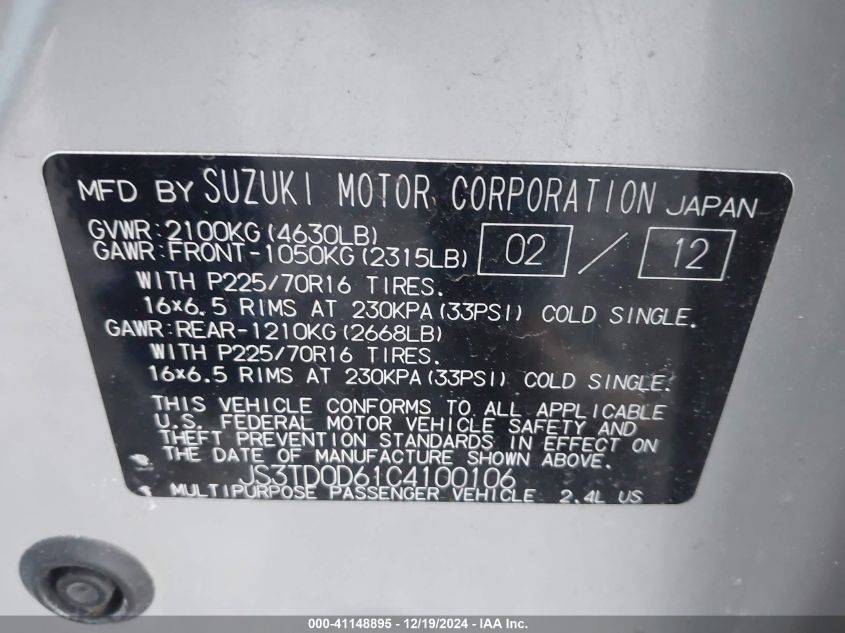 MFD BY SUZUKI MOTOR CORPORATION JAPAN
GVWR:2100KG(4630LB)
GAWR:FRONT-1050KG(2315LB) 02 / 12
WITH P225/70R16 TIRES.
16×6.5 RIMS AT 230KPA(33PSI) COLD SINGLE.
GAWR:REAR-1210KG(2668LB)
WITH P225/70R16 TIRES.
16×6.5 RIMS AT 230KPA(33PSI) COLD SINGLE.
THIS VEHICLE CONFORMS TO ALL APPLICABLE
U.S. FEDERAL MOTOR VEHICLE SAFETY AND
THEFT PREVENTION STANDARDS IN EFFECT ON
THE DATE OF MANUFACTURE SHOWN ABOVE.
JS3TD0D61C4100106
MULTIPURPOSE PASSENGER VEHICLE 2.4L US
000-41148895 - 12/19/2024 - IAA Inc.